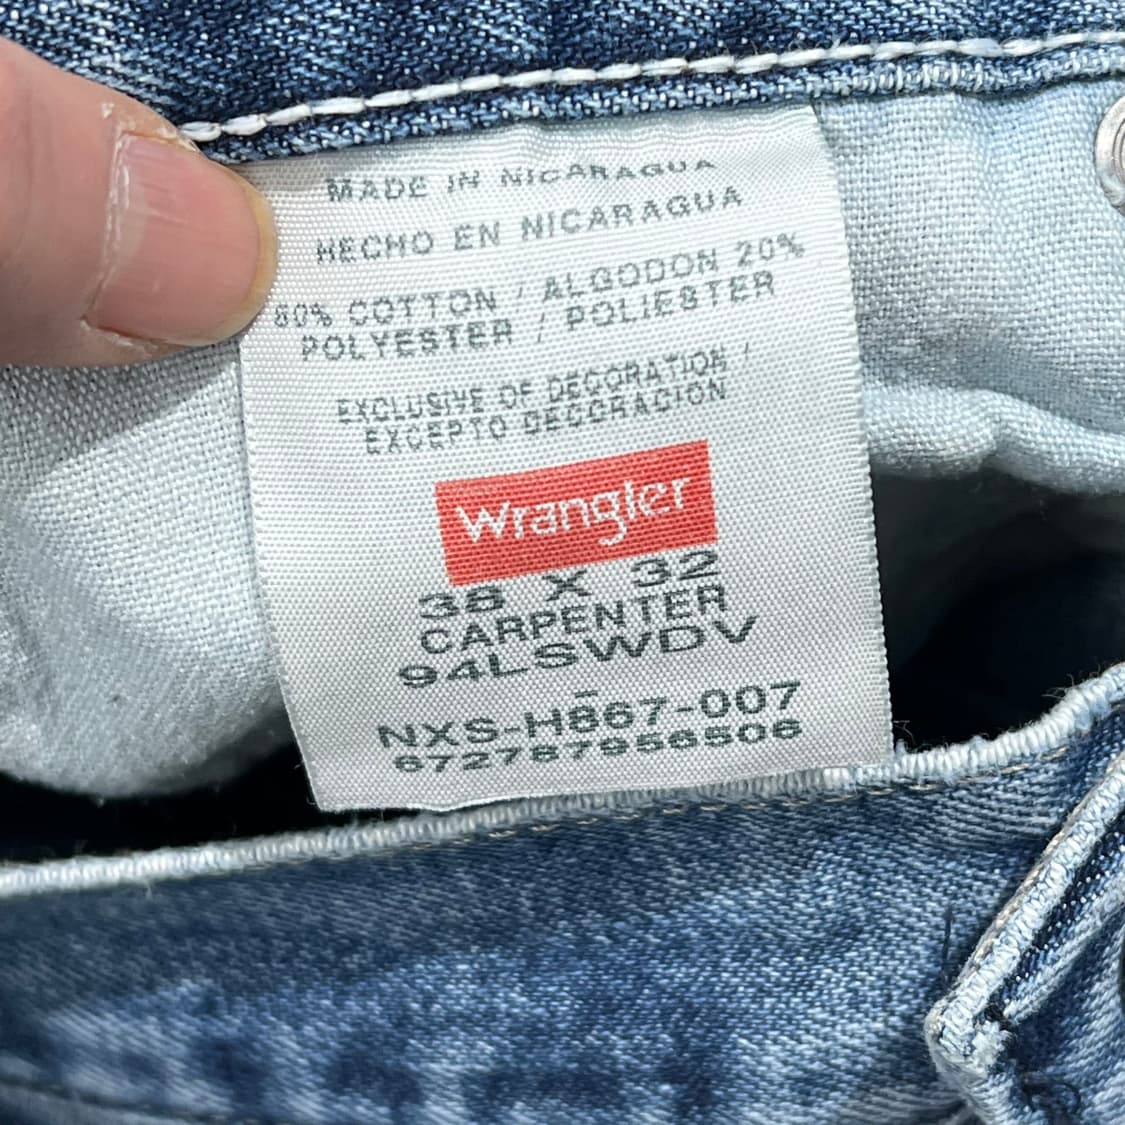 MADE IN NICARAGUA
HECHO EN NICARAGUA
80% COTTON / ALGODON 20%
POLYESTER / POLIESTER
EXCLUSIVE OF DECORATION /
EXCEPTO DECORACION
Wrangler
38 X 32
CARPENTER
94LSWDV
NXS-H867-007